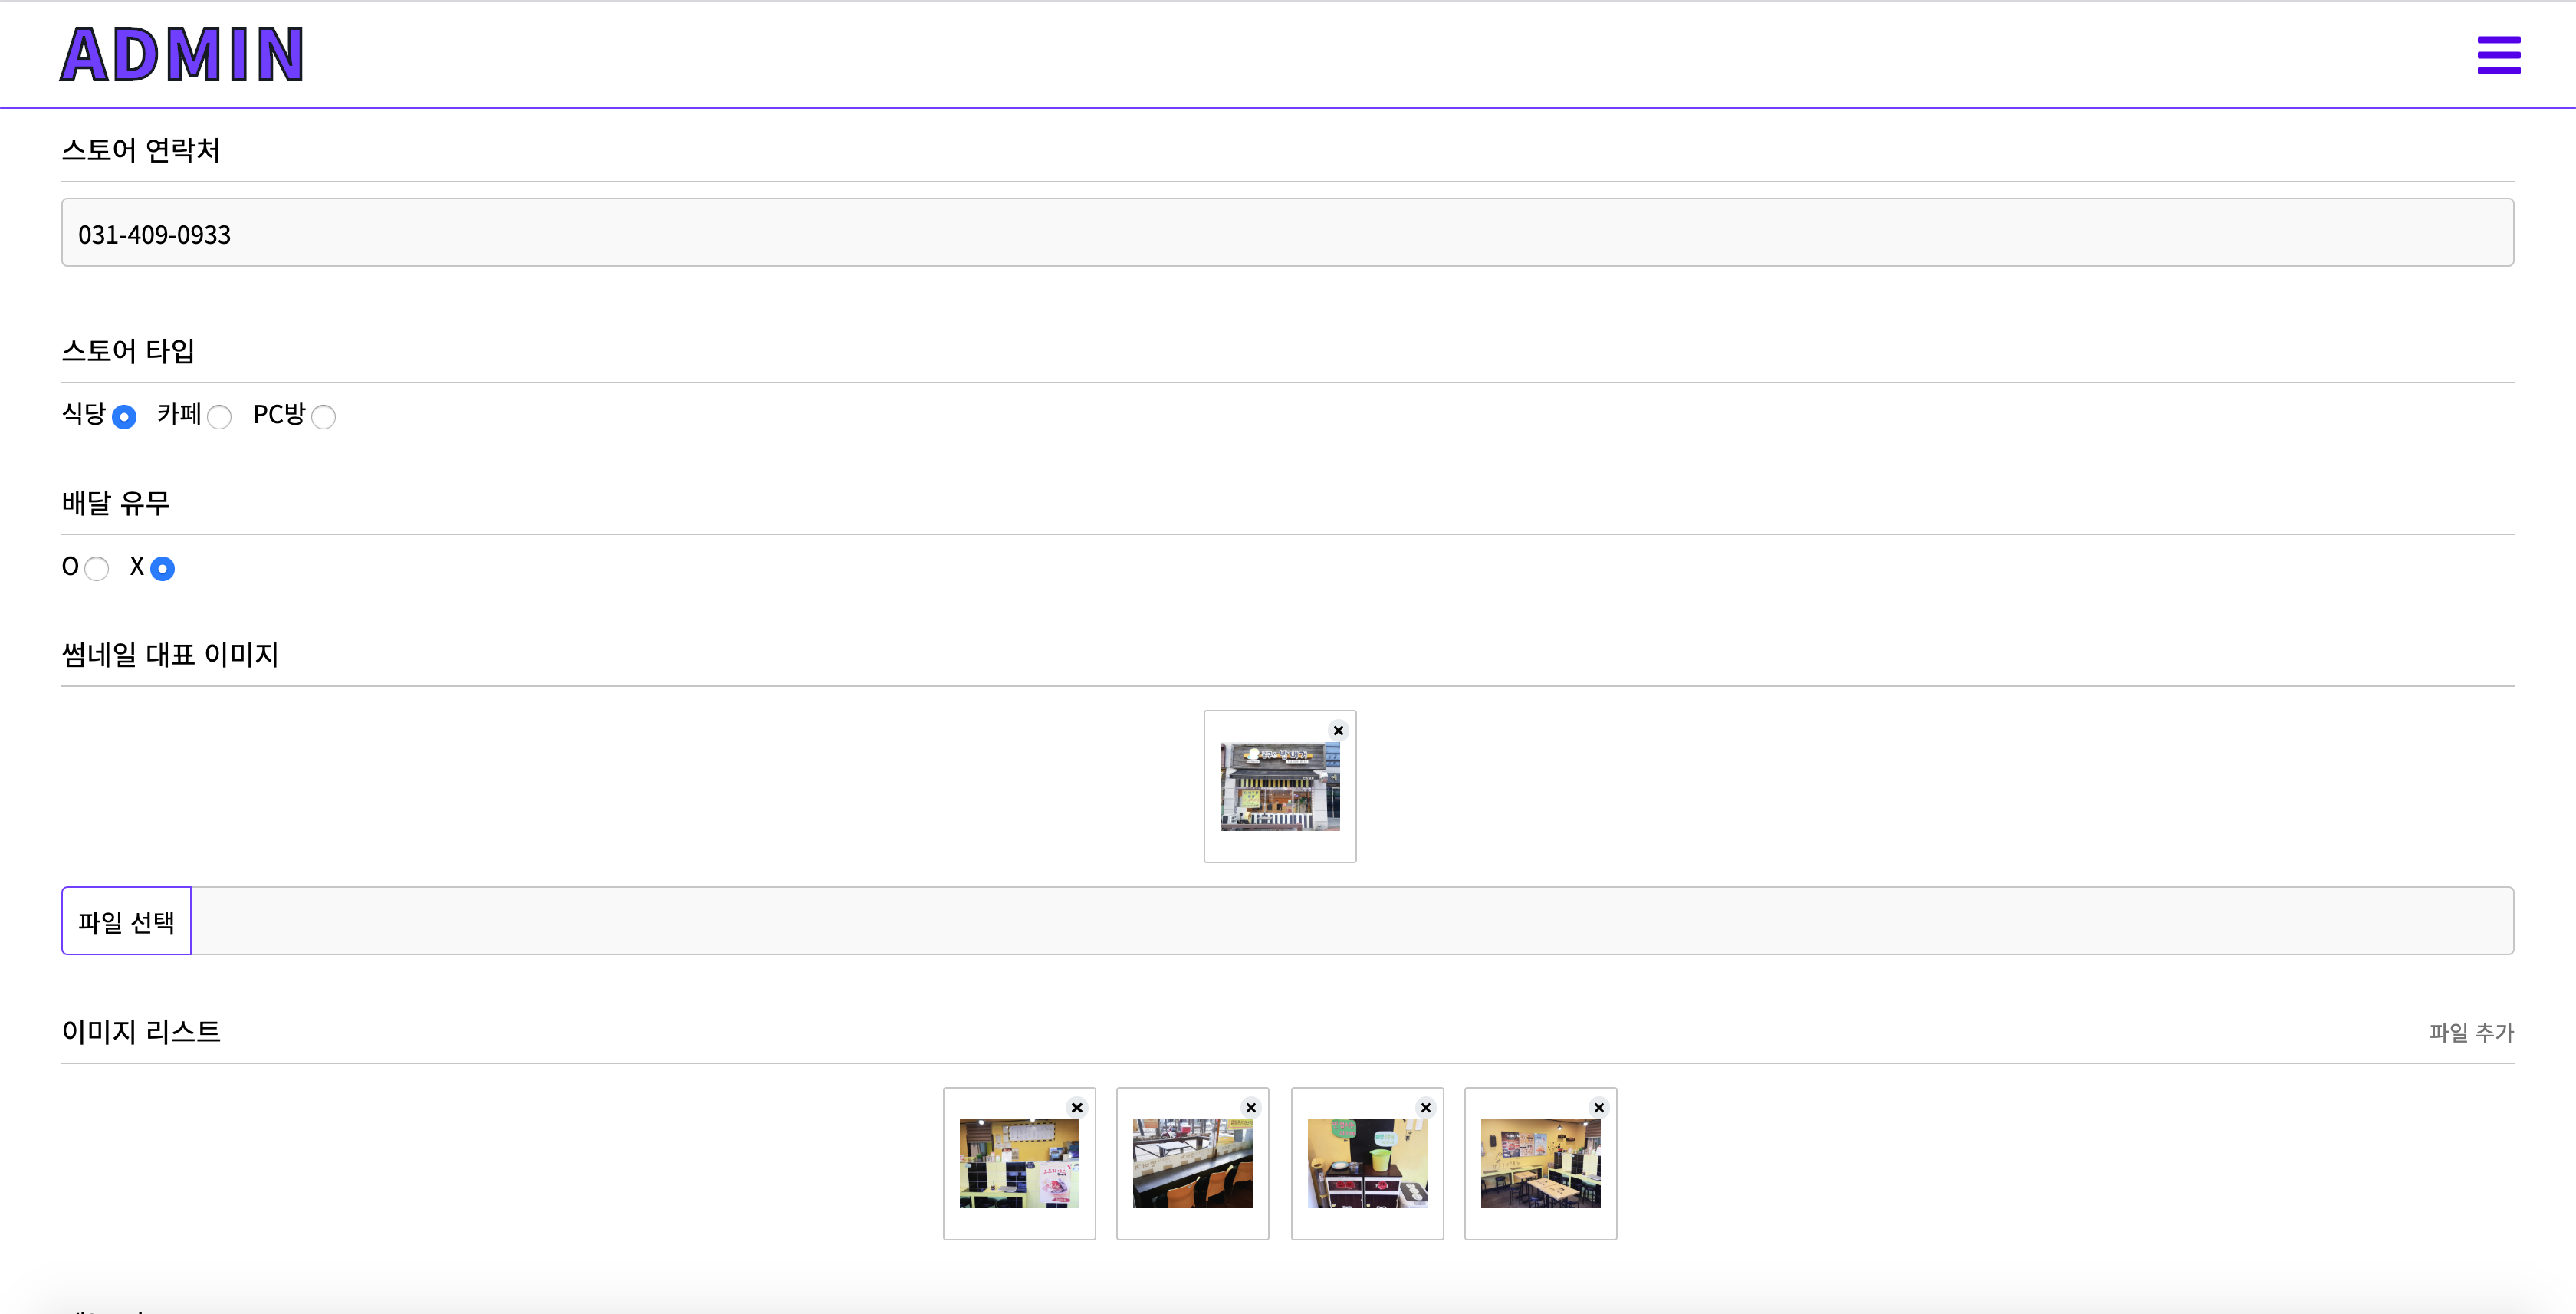 ADMIN
스토어 연락처
031-409-0933
스토어 타입
식당 카페 PC방
배달 유무
O X
썸네일 대표 이미지
파일 선택
이미지 리스트 파일 추가